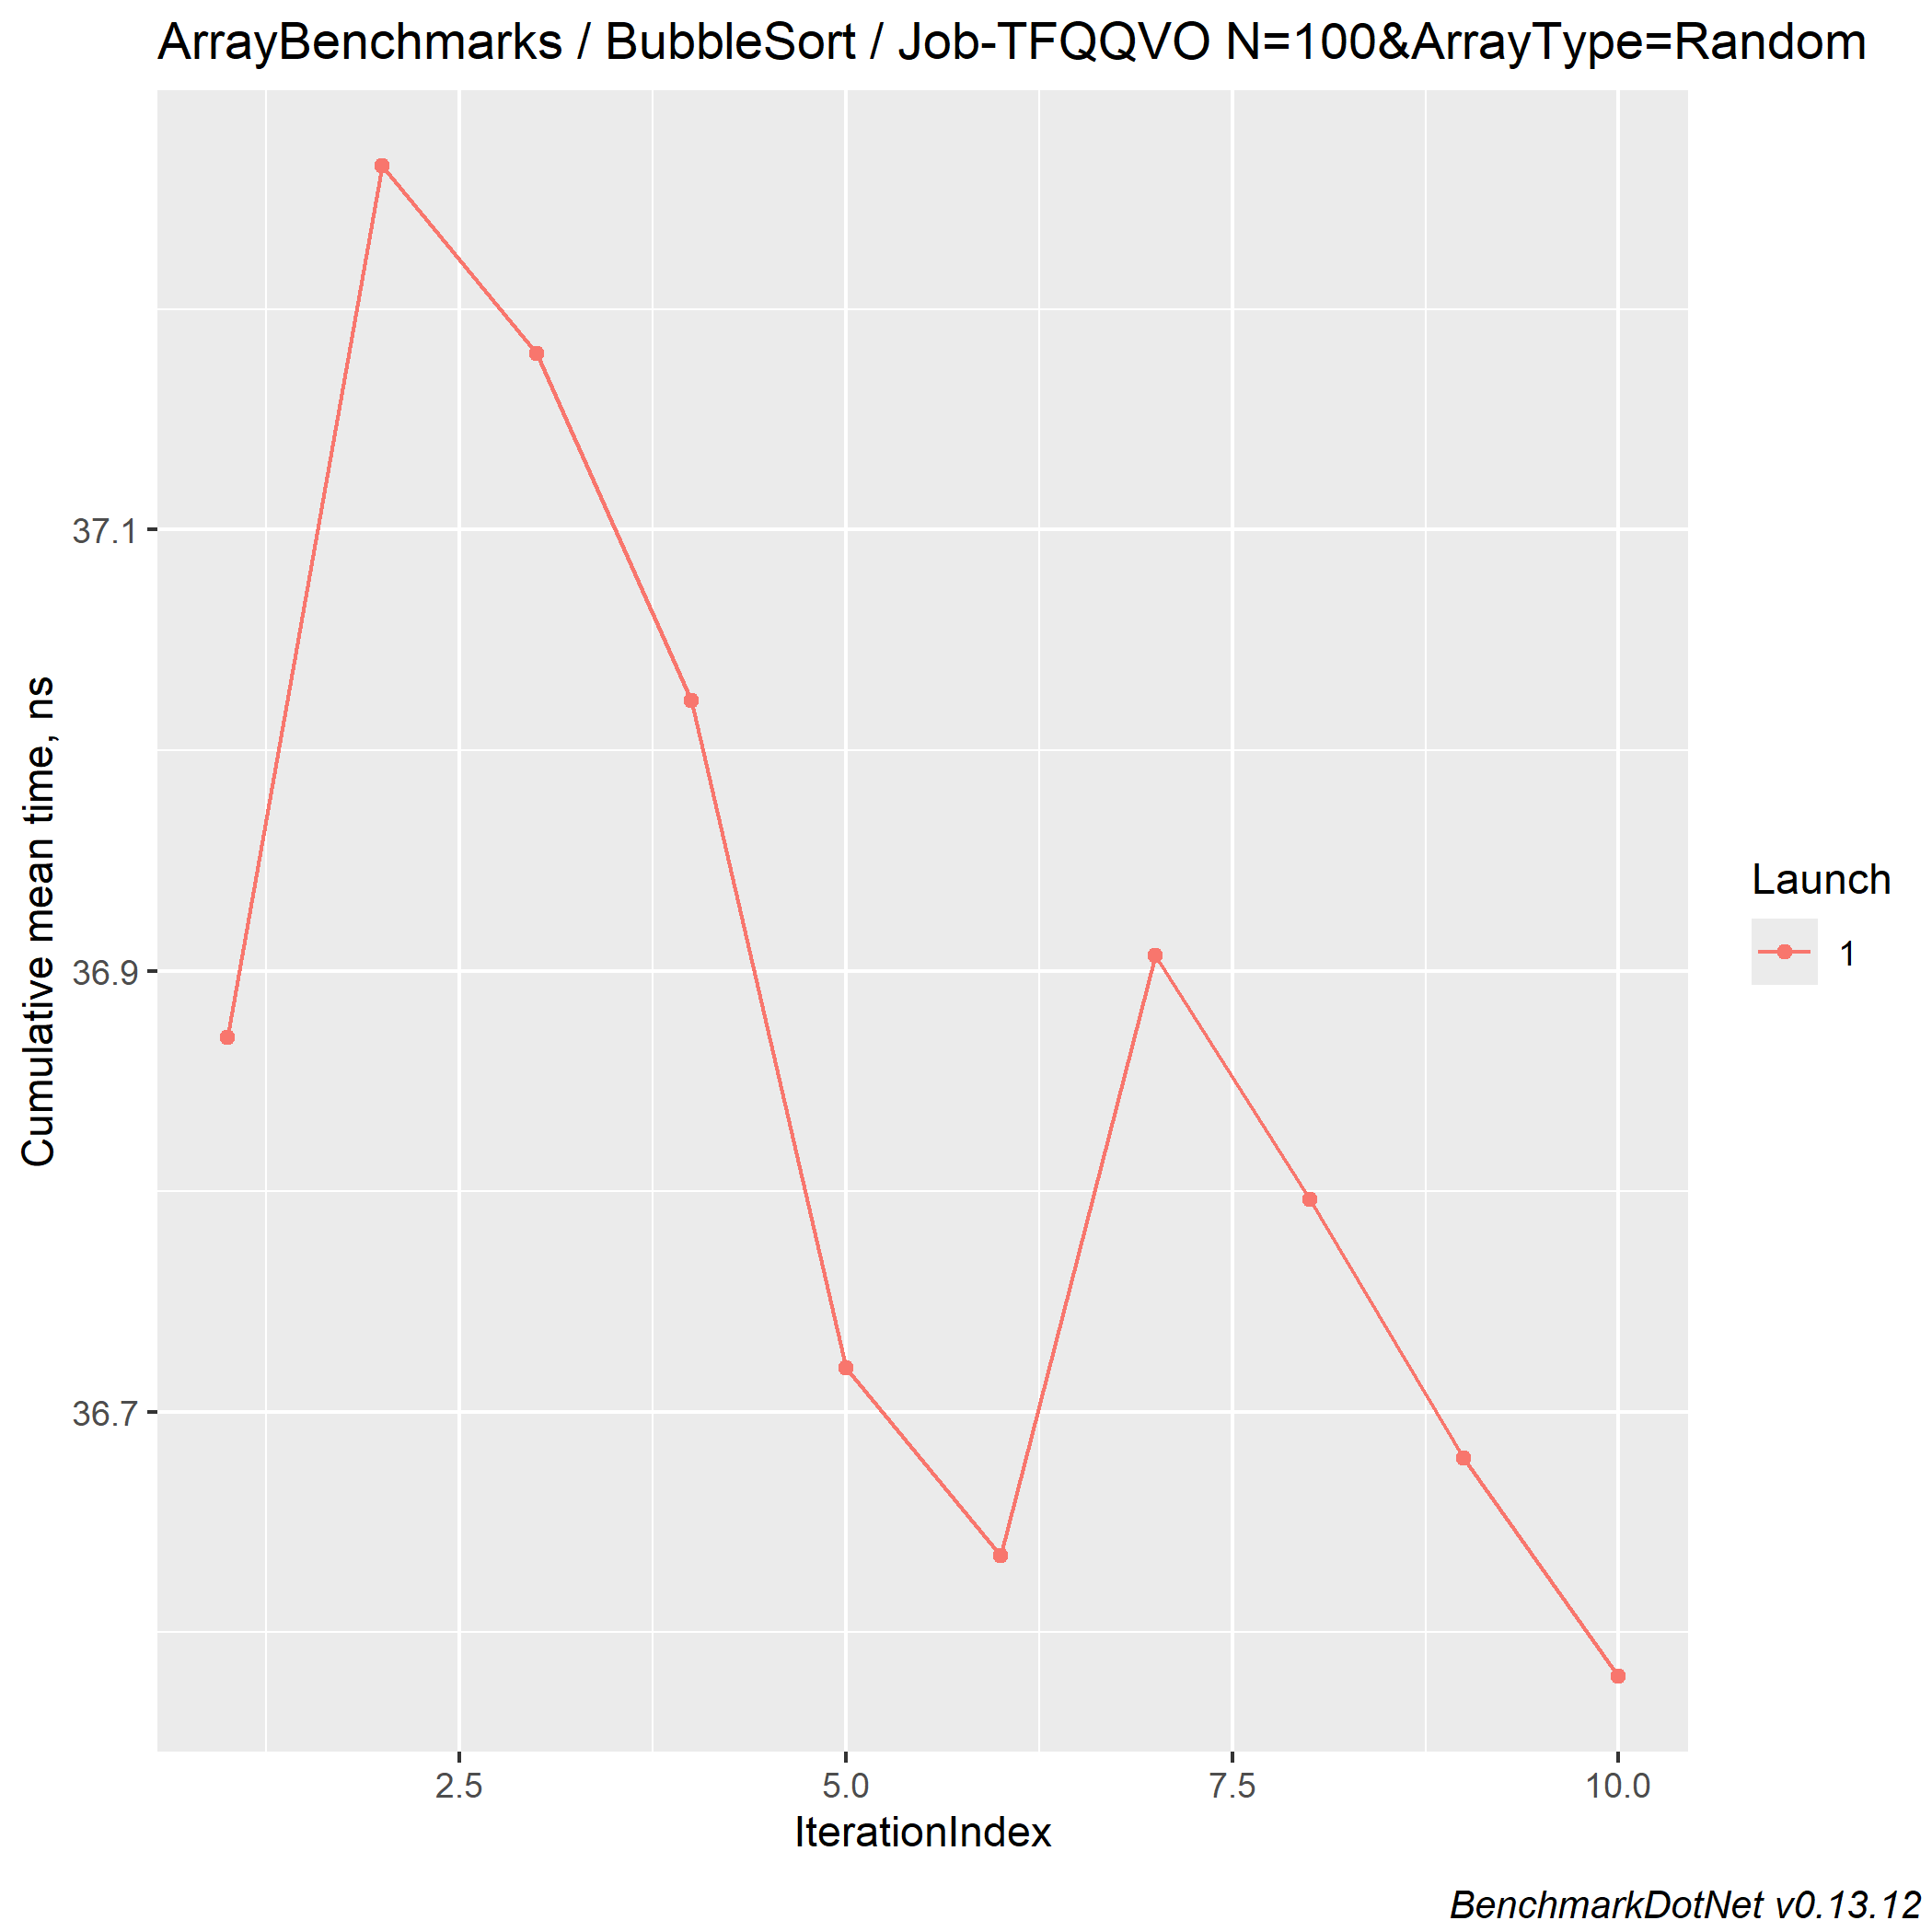 ArrayBenchmarks / BubbleSort / Job-TFQQVO N=100&ArrayType=Random
Cumulative mean time, ns
37.1
36.9
36.7
2.5
5.0
7.5
10.0
IterationIndex
Launch
1
BenchmarkDotNet v0.13.12